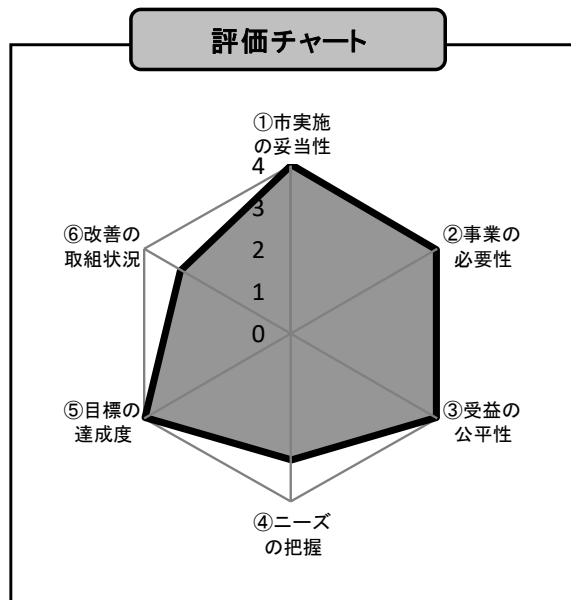 評価チャート
①市実施
の妥当性
4
3
2
1
0
②事業の
必要性
③受益の
公平性
④ニーズ
の把握
⑤目標の
達成度
⑥改善の
取組状況